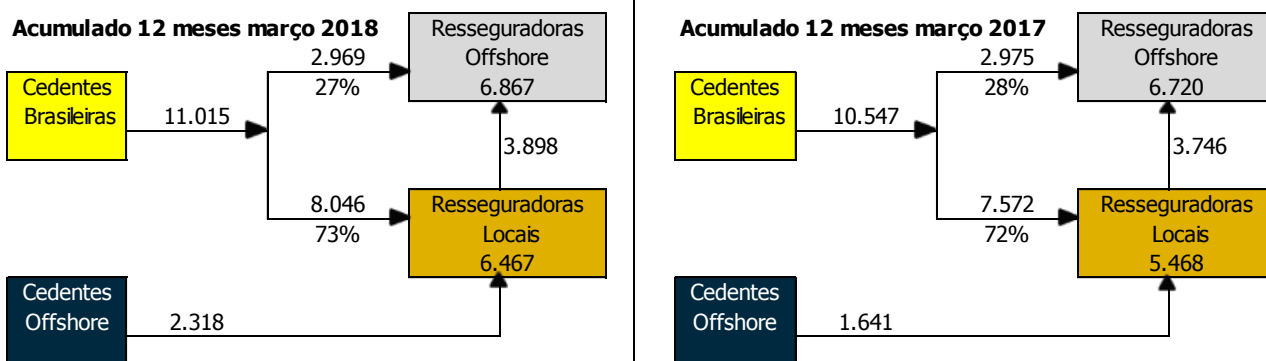 Acumulado 12 meses março 2018
2.969
27%
Resseguradoras
Offshore
6.867
Cedentes
Brasileiras
11.015
3.898
8.046
73%
Resseguradoras
Locais
6.467
Cedentes
Offshore
2.318
Acumulado 12 meses março 2017
2.975
28%
Resseguradoras
Offshore
6.720
Cedentes
Brasileiras
10.547
3.746
7.572
72%
Resseguradoras
Locais
5.468
Cedentes
Offshore
1.641